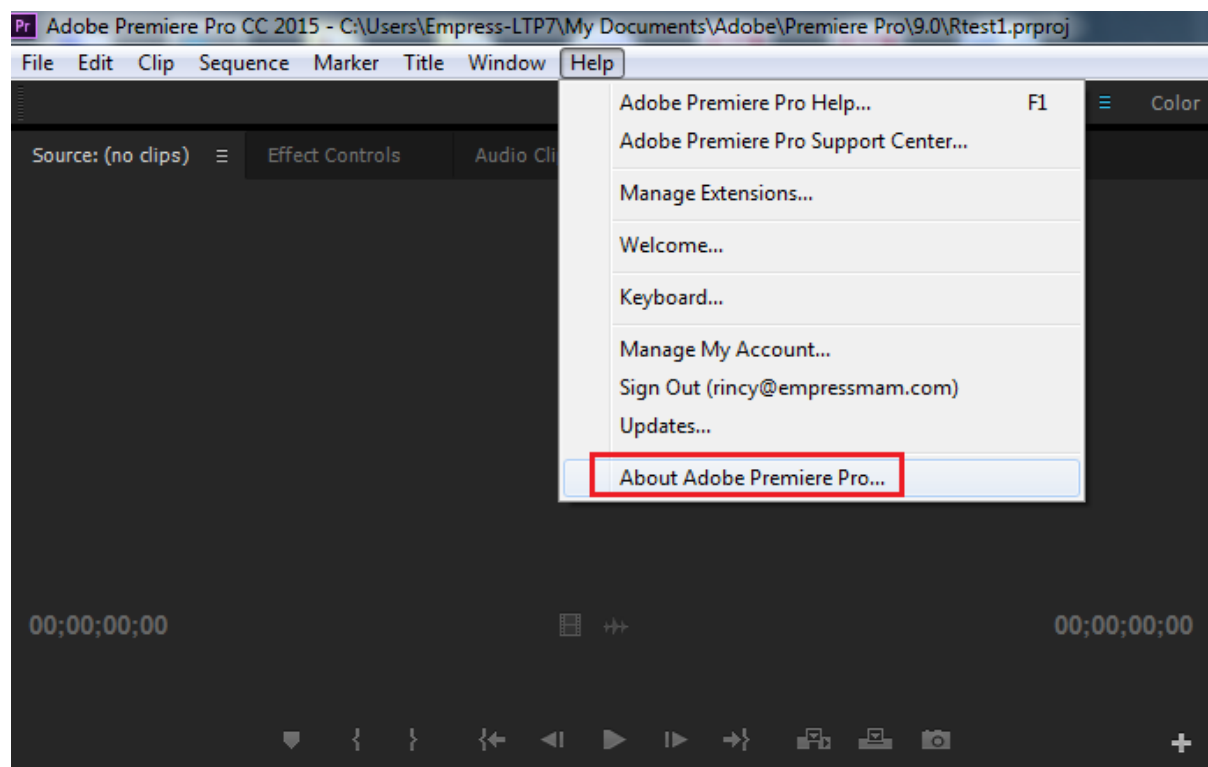 Pr Adobe Premiere Pro CC 2015 - C:\Users\Empress-LTP7\My Documents\Adobe\Premiere Pro\9.0\Rtest1.prproj
File Edit Clip Sequence Marker Title Window Help
Color
Source: (no clips) Effect Controls Audio Cli
Adobe Premiere Pro Help... F1
Adobe Premiere Pro Support Center...
Manage Extensions...
Welcome...
Keyboard...
Manage My Account...
Sign Out (rincy@empressmam.com)
Updates...
About Adobe Premiere Pro...
00;00;00;00 00;00;00;00